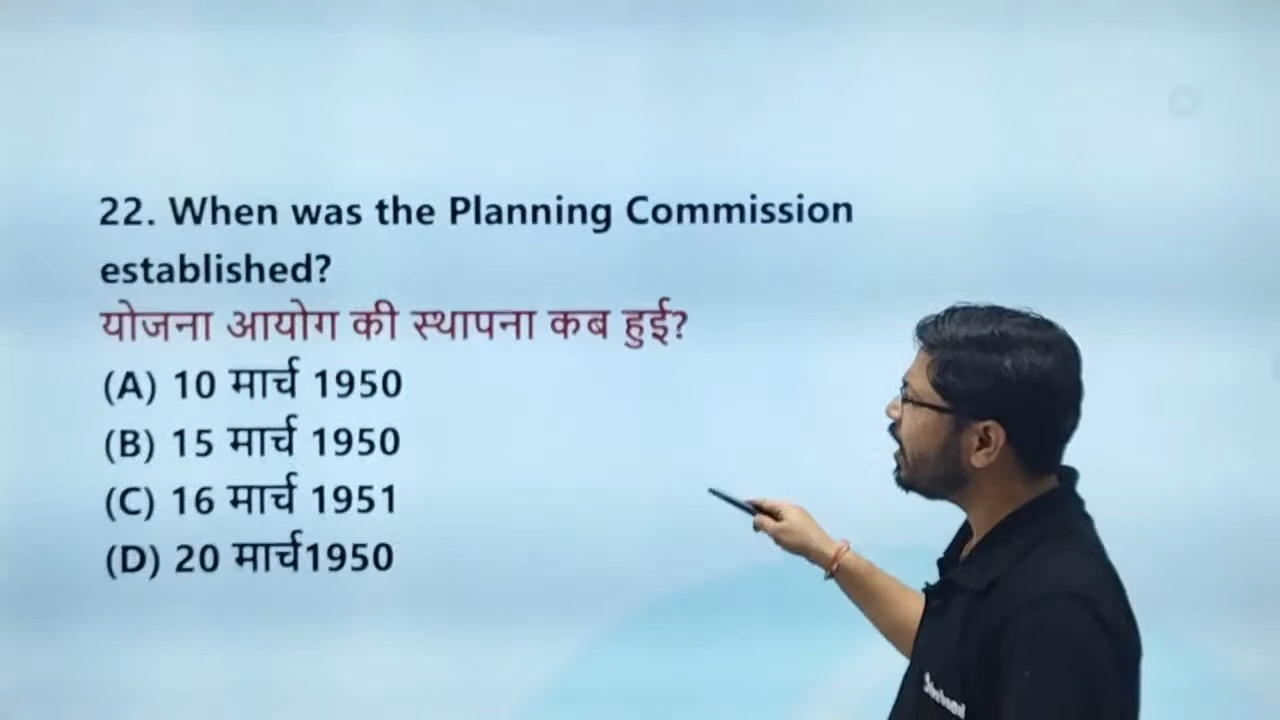 22. When was the Planning Commission
established?
योजना आयोग की स्थापना कब हुई?
(A) 10 मार्च 1950
(B) 15 मार्च 1950
(C) 16 मार्च 1951
(D) 20 मार्च1950